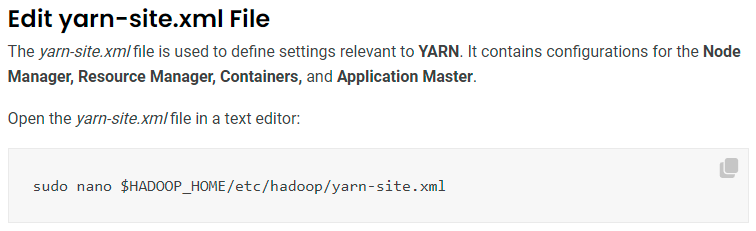 Edit yarn-site.xml File
The yarn-site.xml file is used to define settings relevant to YARN. It contains configurations for the Node
Manager, Resource Manager, Containers, and Application Master.
Open the yarn-site.xml file in a text editor:
sudo nano $HADOOP_HOME/etc/hadoop/yarn-site.xml